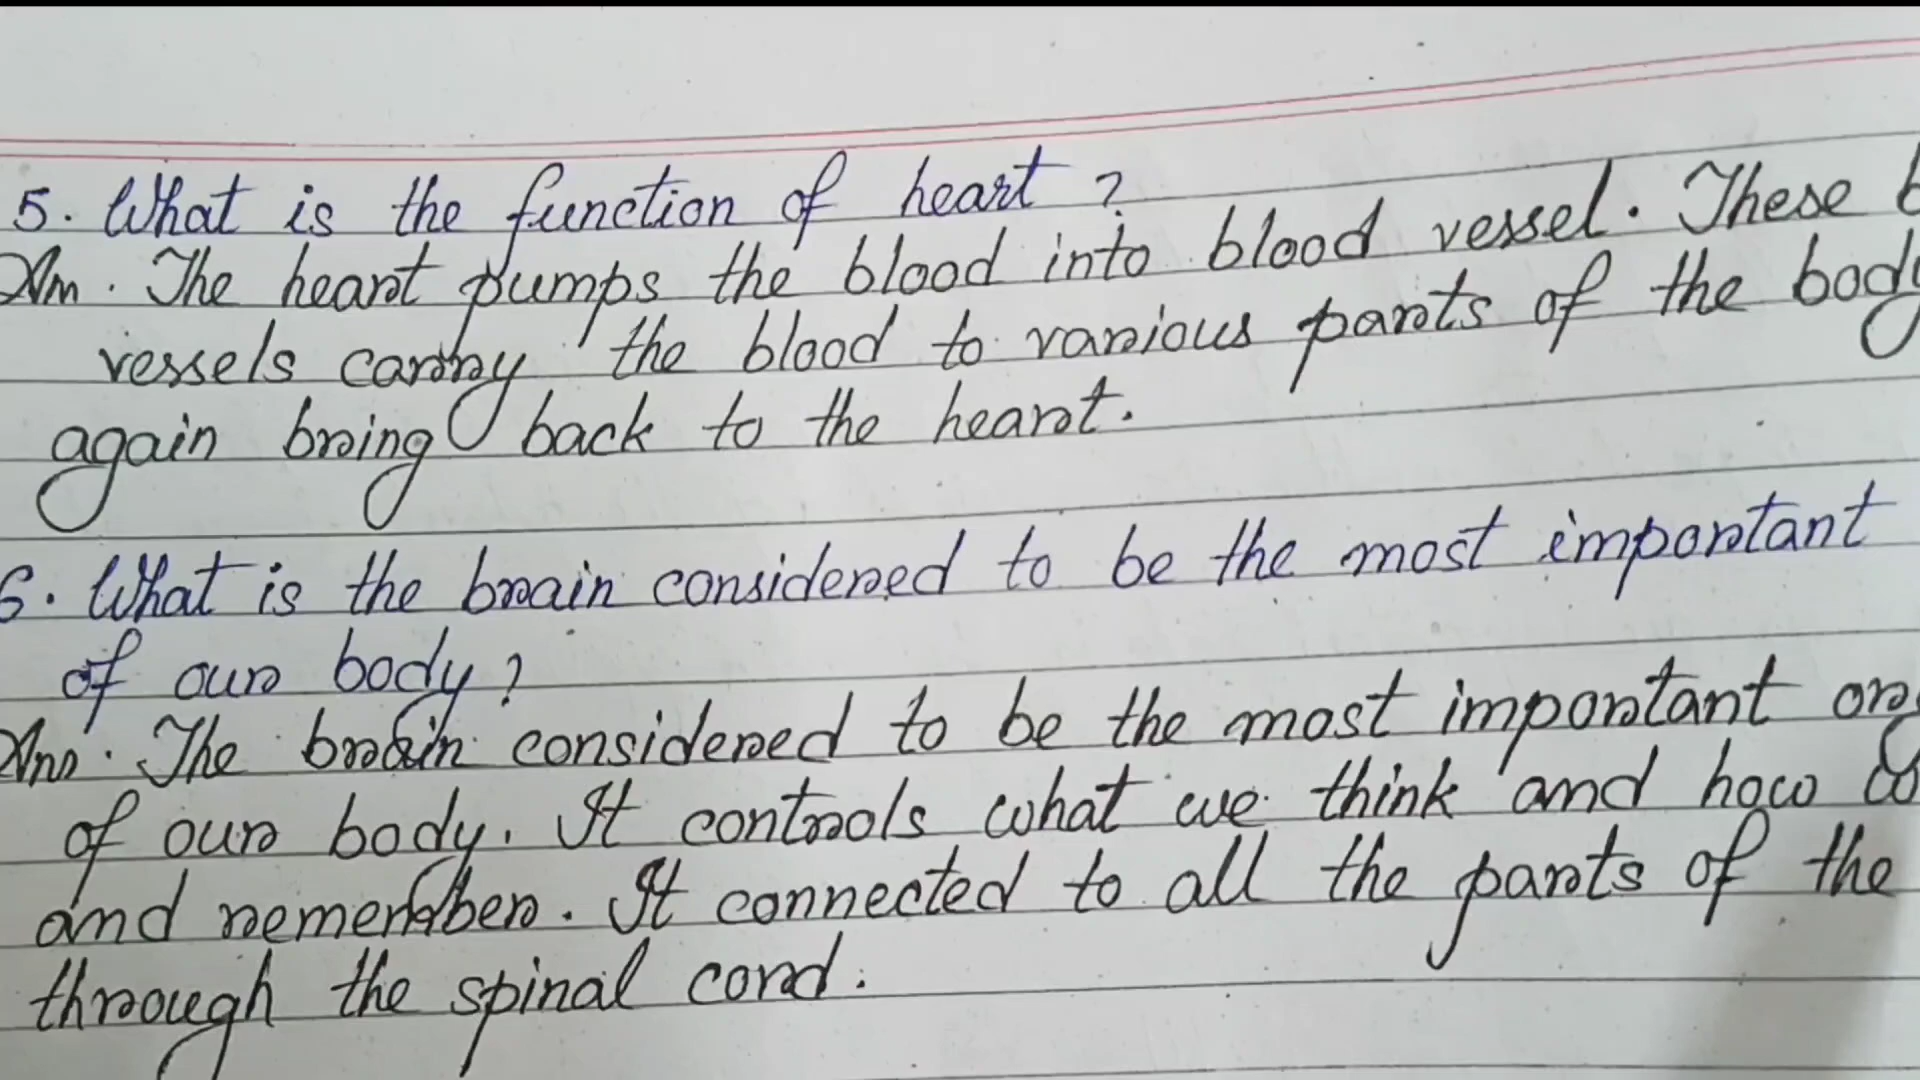 5. What is the function of heart ?
Ans. The heart pumps the blood into blood vessel. These
vessels carry the blood to various parts of the body
again bring back to the heart.
6. What is the brain considered to be the most important
of our body?
Ans. The brain considered to be the most important
of our body. It controls what we think and how
and remember. It connected to all the parts of the
through the spinal cord.